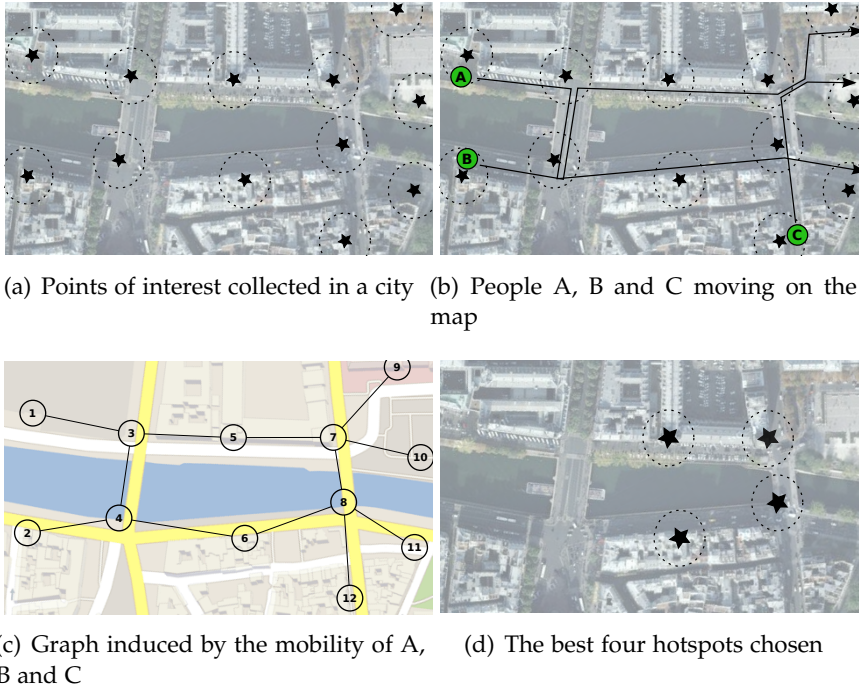 A
B
C
(a) Points of interest collected in a city
(b) People A, B and C moving on the
map
1
2
3
4
5
6
7
8
9
10
11
12
(c) Graph induced by the mobility of A,
B and C
(d) The best four hotspots chosen